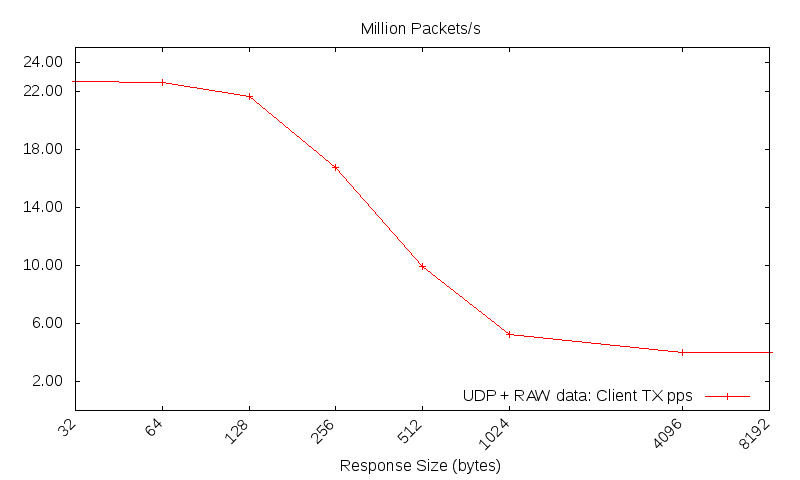 Million Packets/s
24.00
22.00
18.00
14.00
10.00
6.00
2.00
UDP + RAW data: Client TX pps
32 64 128 256 512 1024 4096 8192
Response Size (bytes)